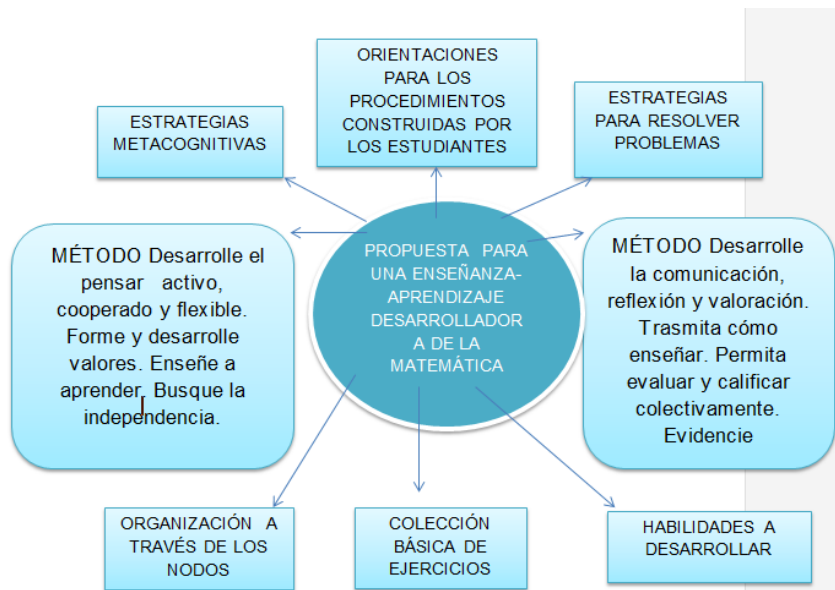 ORIENTACIONES
PARA LOS
PROCEDIMIENTOS
CONSTRUIDAS POR
LOS ESTUDIANTES
ESTRATEGIAS
METACOGNITIVAS
ESTRATEGIAS
PARA RESOLVER
PROBLEMAS
MÉTODO Desarrolle el
pensar activo,
cooperado y flexible.
Forme y desarrolle
valores. Enseñe a
aprender. Busque la
independencia.
PROPUESTA PARA
UNA ENSEÑANZA-
APRENDIZAJE
DESARROLLADOR
A DE LA
MATEMÁTICA
MÉTODO Desarrolle
la comunicación,
reflexión y valoración.
Trasmita cómo
enseñar. Permita
evaluar y calificar
colectivamente.
Evidencie
ORGANIZACIÓN A
TRAVÉS DE LOS
NODOS
COLECCIÓN
BÁSICA DE
EJERCICIOS
HABILIDADES A
DESARROLLAR